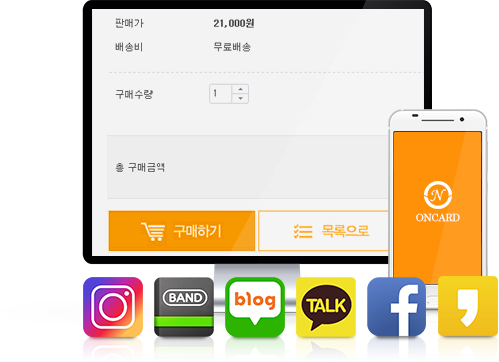 판매가 21,000원
배송비 무료배송
구매수량 1
총 구매금액
구매하기 목록으로
N
ONCARD
BAND
blog
TALK